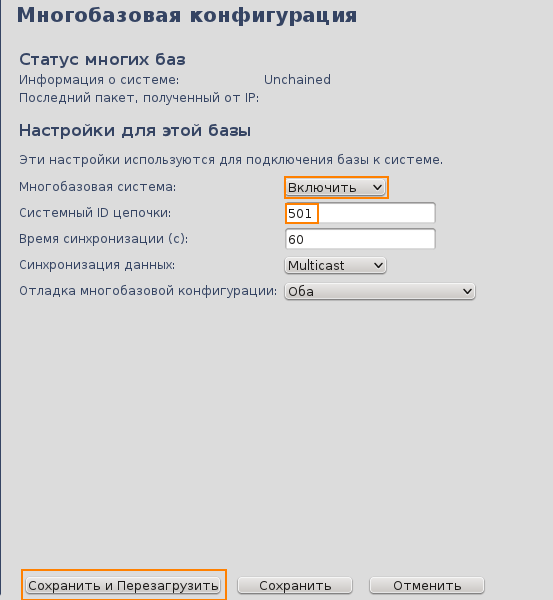 Многобазовая конфигурация
Статус многих баз
Информация о системе: Unchained
Последний пакет, полученный от IP:
Настройки для этой базы
Эти настройки используются для подключения базы к системе.
Многобазовая система: Включить
Системный ID цепочки: 501
Время синхронизации (с): 60
Синхронизация данных: Multicast
Отладка многобазовой конфигурации: Оба
Сохранить и Перезагрузить Сохранить Отменить